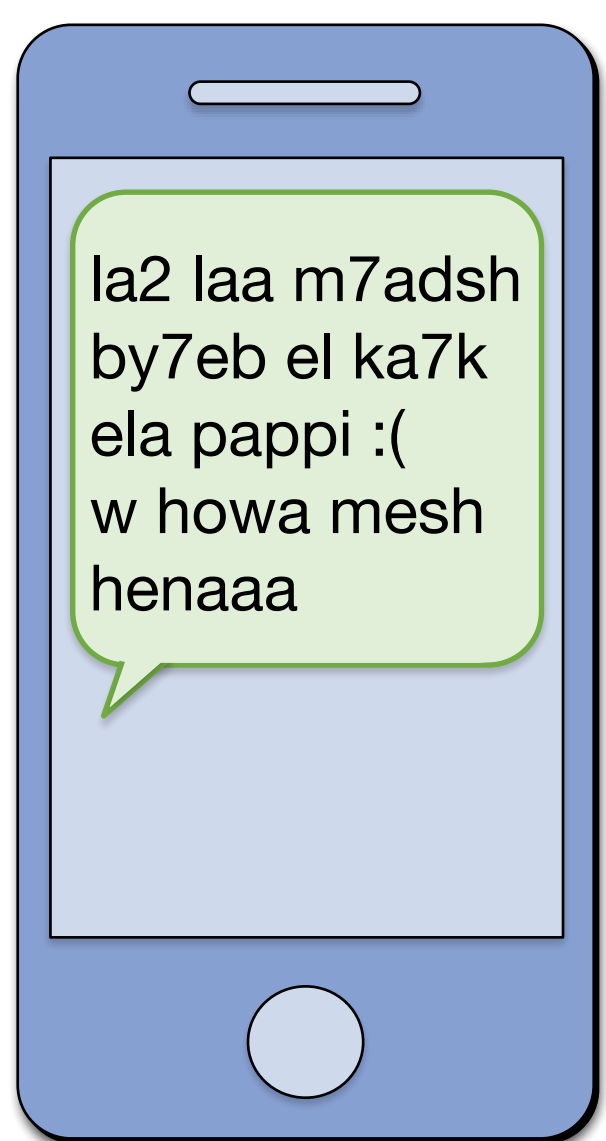 la2 laa m7adsh
by7eb el ka7k
ela pappi :(
w howa mesh
henaaa